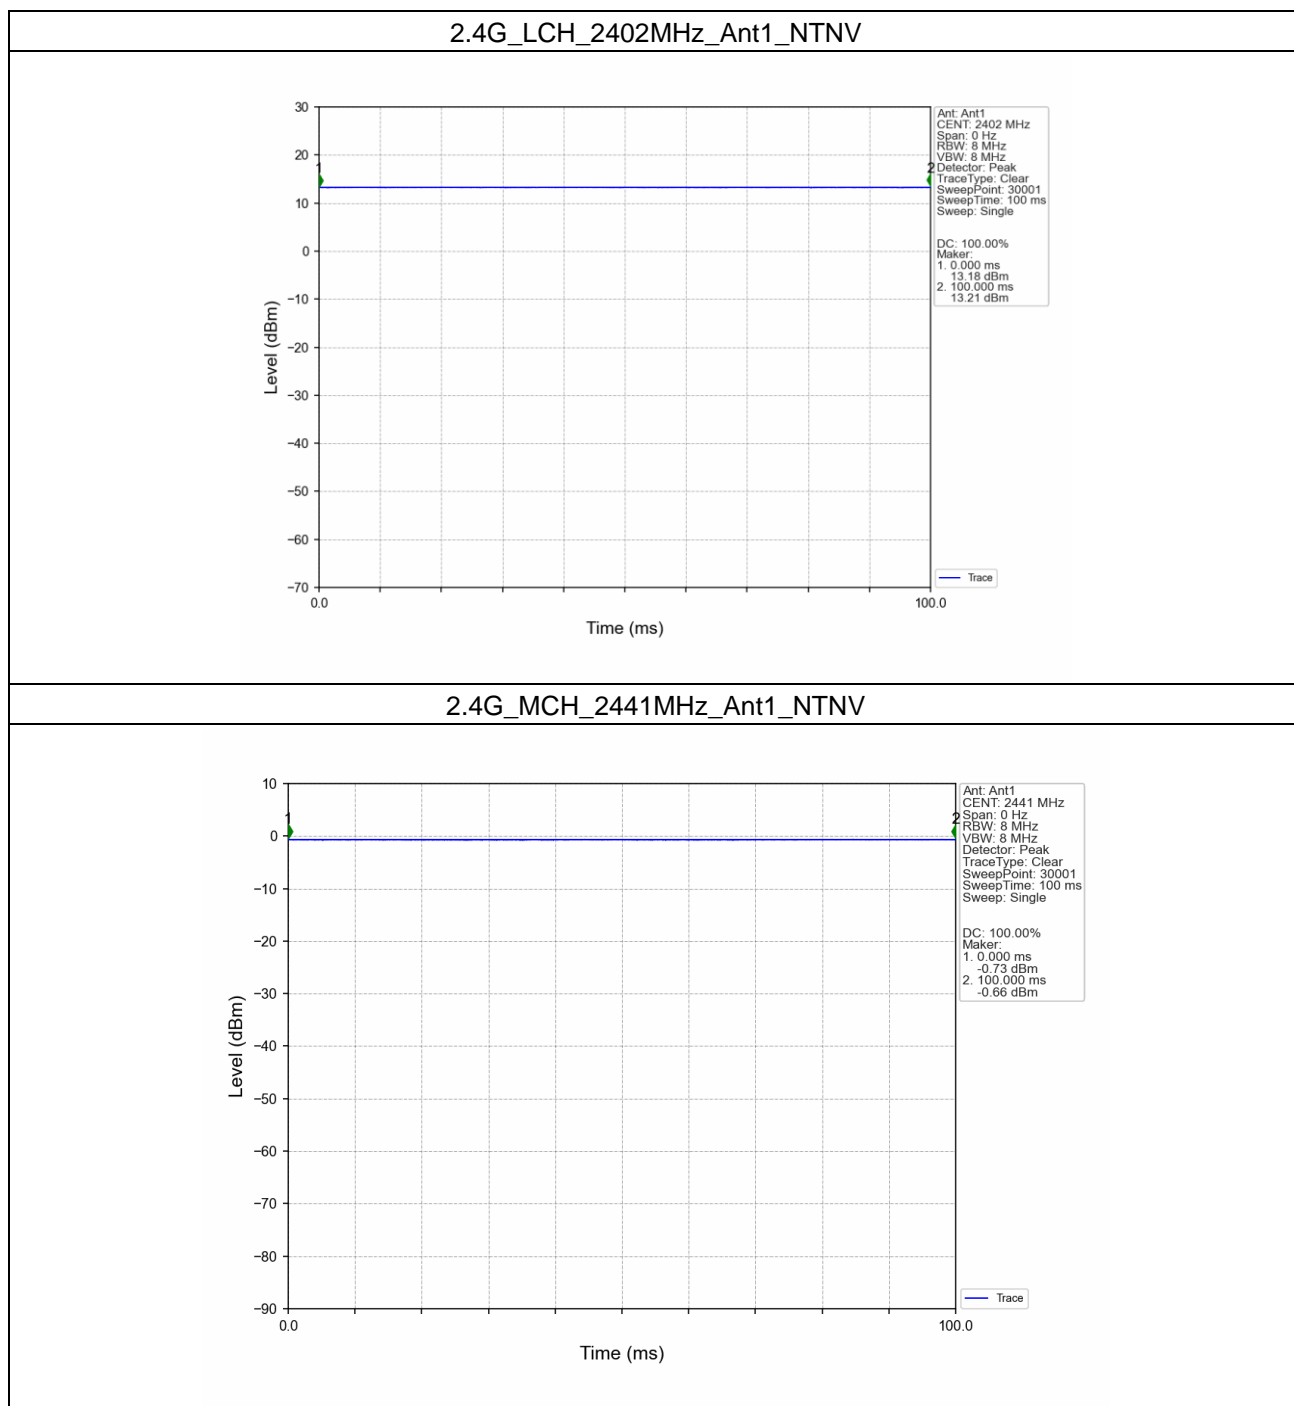 2.4G_LCH_2402MHz_Ant1_NTNV
30
20
10
0
−10
−20
−30
−40
−50
−60
−70
Level (dBm)
1
2
Ant: Ant1
CENT: 2402 MHz
Span: 0 Hz
RBW: 8 MHz
VBW: 8 MHz
Detector: Peak
TraceType: Clear
SweepPoint: 30001
SweepTime: 100 ms
Sweep: Single
DC: 100.00%
Maker:
1. 0.000 ms
13.18 dBm
2. 100.000 ms
13.21 dBm
Trace
0.0
100.0
Time (ms)
2.4G_MCH_2441MHz_Ant1_NTNV
10
0
−10
−20
−30
−40
−50
−60
−70
−80
−90
Level (dBm)
1
2
Ant: Ant1
CENT: 2441 MHz
Span: 0 Hz
RBW: 8 MHz
VBW: 8 MHz
Detector: Peak
TraceType: Clear
SweepPoint: 30001
SweepTime: 100 ms
Sweep: Single
DC: 100.00%
Maker:
1. 0.000 ms
-0.73 dBm
2. 100.000 ms
-0.66 dBm
Trace
0.0
100.0
Time (ms)